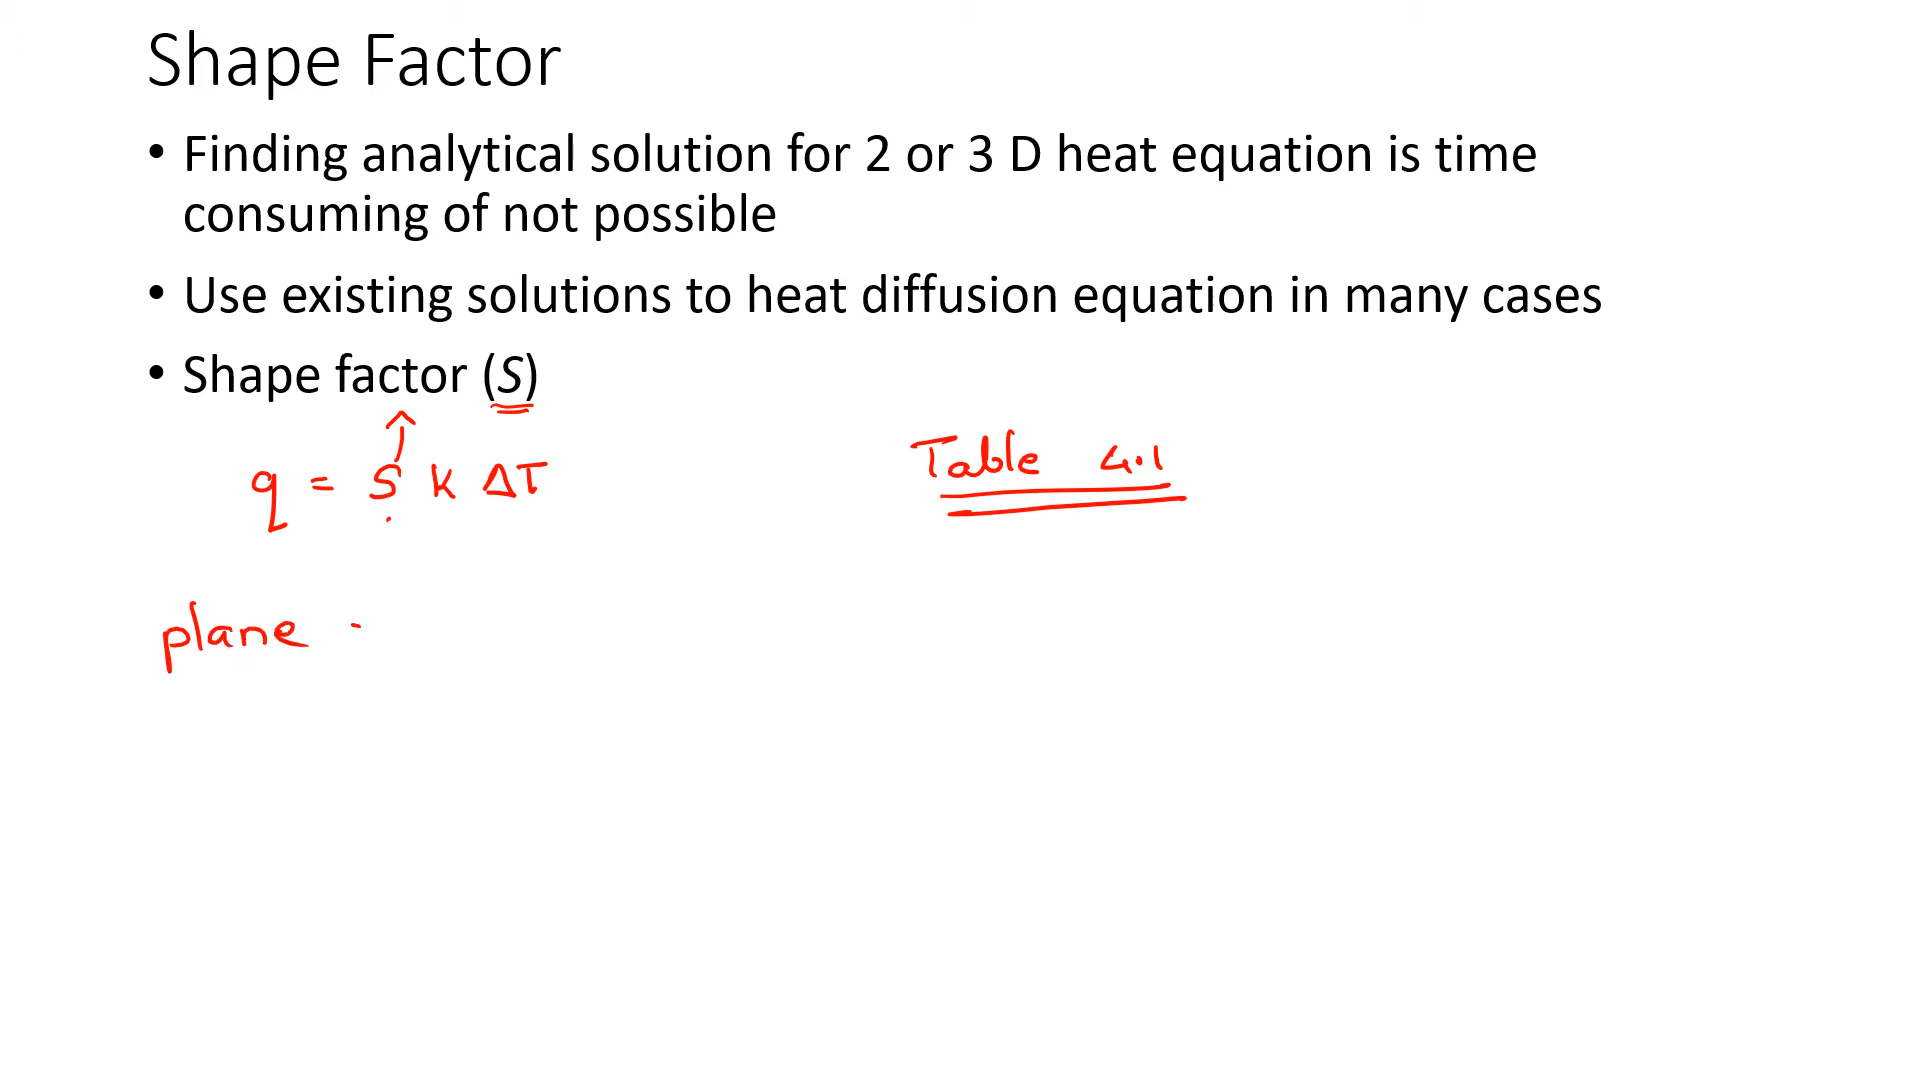 Shape Factor
• Finding analytical solution for 2 or 3 D heat equation is time
consuming of not possible
• Use existing solutions to heat diffusion equation in many cases
• Shape factor (S)
q = S k ΔT
Table 4.1
plane